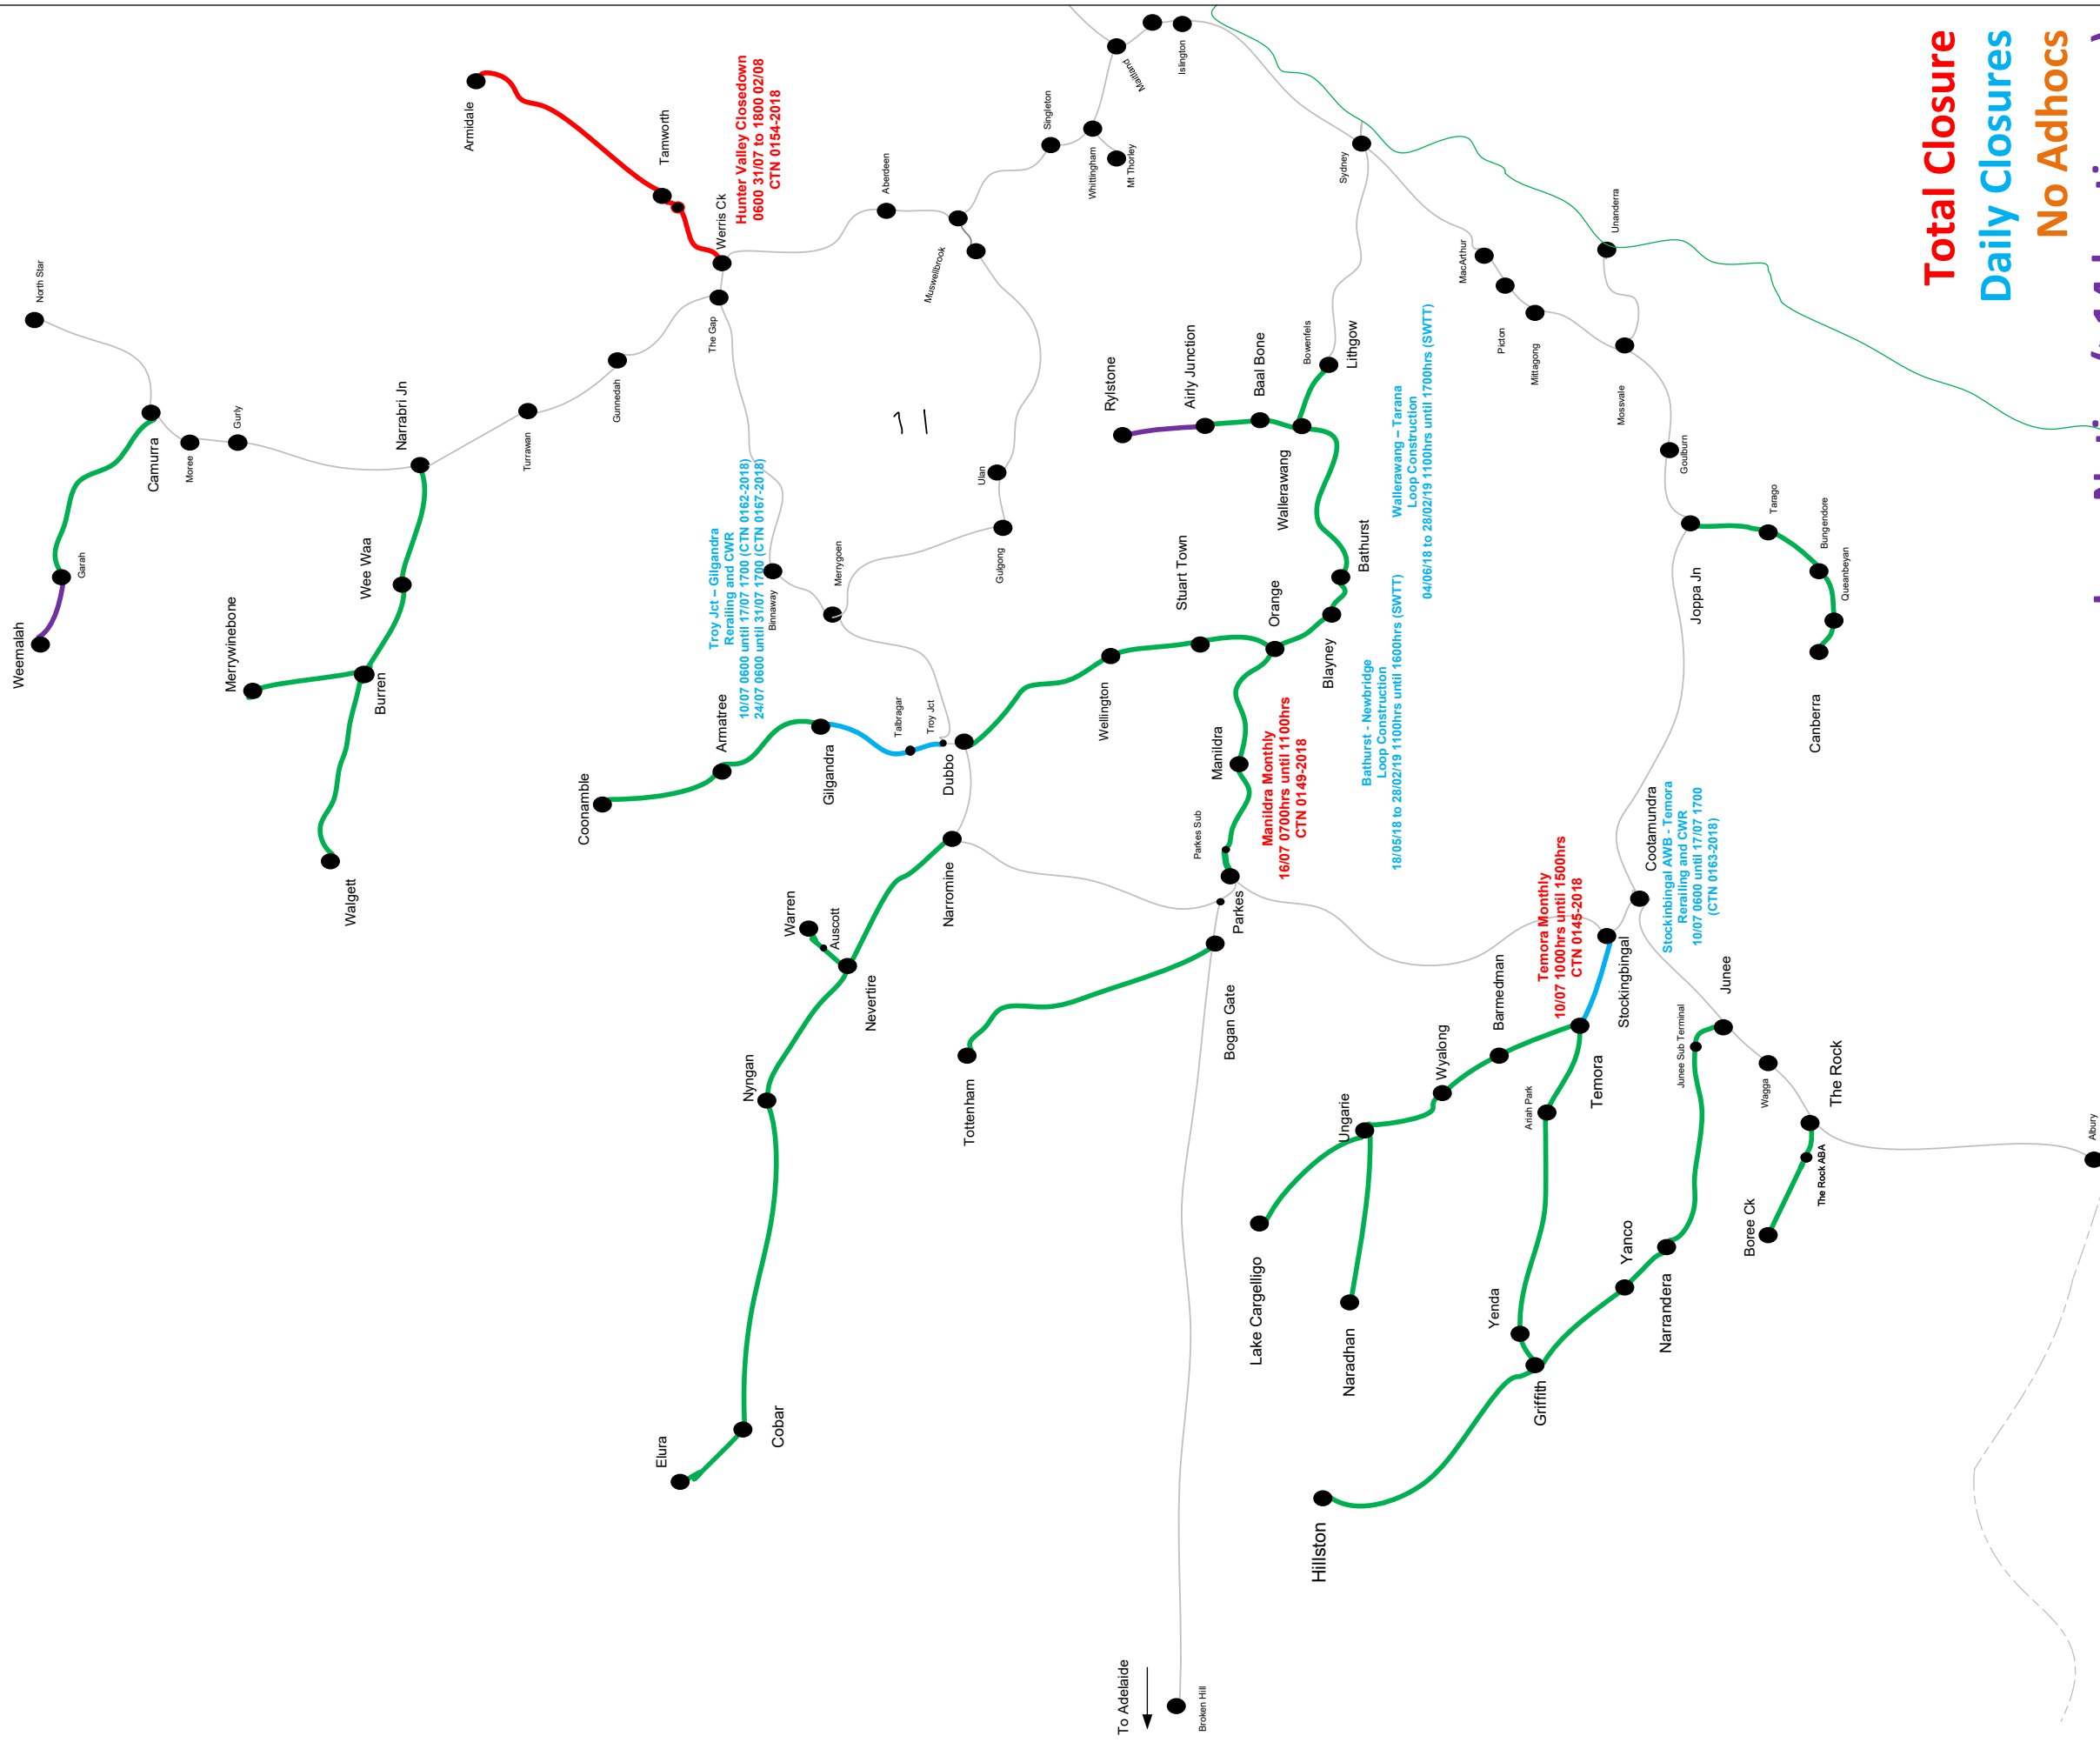 Total Closure
Daily Closures
No Adhocs
Armidale
Tamworth
Werris Ck
Hunter Valley Closedown
0600 31/07 to 1800 02/08
CTN 0154-2018
The Gap
North Star
Camurra
Moree
Gurly
Garah
Weemalah
Narrabri Jn
Turrawan
Gunnedah
Wee Waa
Merrywinebone
Burren
Walgett
Aberdeen
Muswellbrook
Singleton
Whittingham
Mt Thorley
Maitland
Islington
Sydney
Ulan
Gulgong
Merrygoen
Binnaway
Troy Jct – Gilgandra
Rerailing and CWR
10/07 0600 until 17/07 1700 (CTN 0162-2018)
24/07 0600 until 31/07 1700 (CTN 0167-2018)
Coonamble
Armatree
Gilgandra
Talbragar
Troy Jct
Dubbo
Wellington
Stuart Town
Orange
Blayney
Bathurst
Wallerawang
Baal Bone
Airly Junction
Rylstone
Bowenfels
Lithgow
Wallerawang – Tarana
Loop Construction
04/06/18 to 28/02/19 1100hrs until 1700hrs (SWTT)
Bathurst - Newbridge
Loop Construction
18/05/18 to 28/02/19 1100hrs until 1600hrs (SWTT)
Manildra
Manildra Monthly
16/07 0700hrs until 1100hrs
CTN 0149-2018
Parkes Sub
Parkes
Bogan Gate
Tottenham
Narromine
Warren
Auscott
Nevertire
Nyngan
Cobar
Elura
To Adelaide
Broken Hill
MacArthur
Picton
Mittagong
Unanderra
Mossvale
Goulburn
Joppa Jn
Tarago
Bungendore
Queanbeyan
Canberra
Cootamundra
Stockinbingal AWB - Temora
Rerailing and CWR
10/07 0600 until 17/07 1700
(CTN 0163-2018)
Stockingbingal
Temora Monthly
10/07 1000hrs until 1500hrs
CTN 0145-2018
Temora
Barmedman
Wyalong
Ungarie
Lake Cargelligo
Naradhan
Ariah Park
Yenda
Griffith
Hillston
Yanco
Narrandera
Junee Sub Terminal
Junee
Wagga
The Rock
The Rock ABA
Boree Ck
Albury